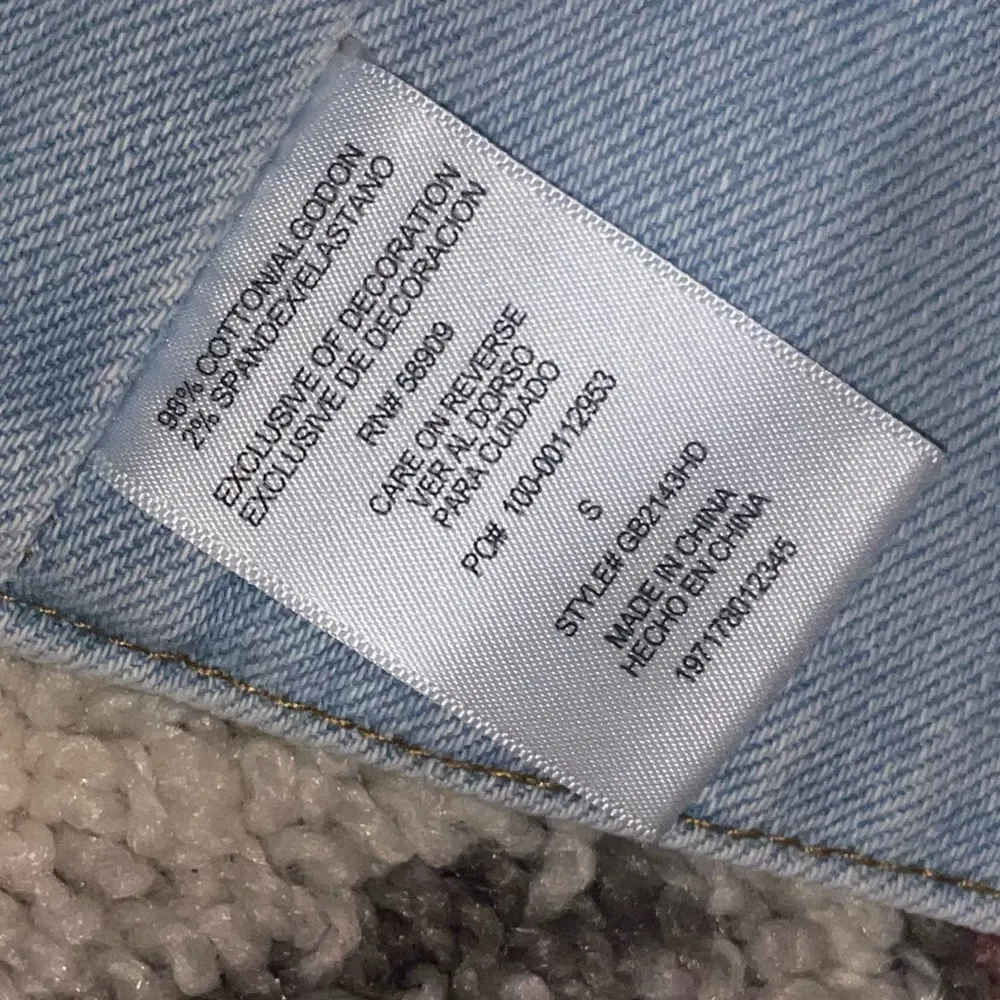 98% COTTON/ALGODON
2% SPANDEX/ELASTANO
EXCLUSIVE OF DECORATION
EXCLUSIVE DE DECORACION
RN# 58909
CARE ON REVERSE
VER AL DORSO
PARA CUIDADO
PO# 100-00112953
S
STYLE# GB2143HD
MADE IN CHINA
HECHO EN CHINA
197178012345